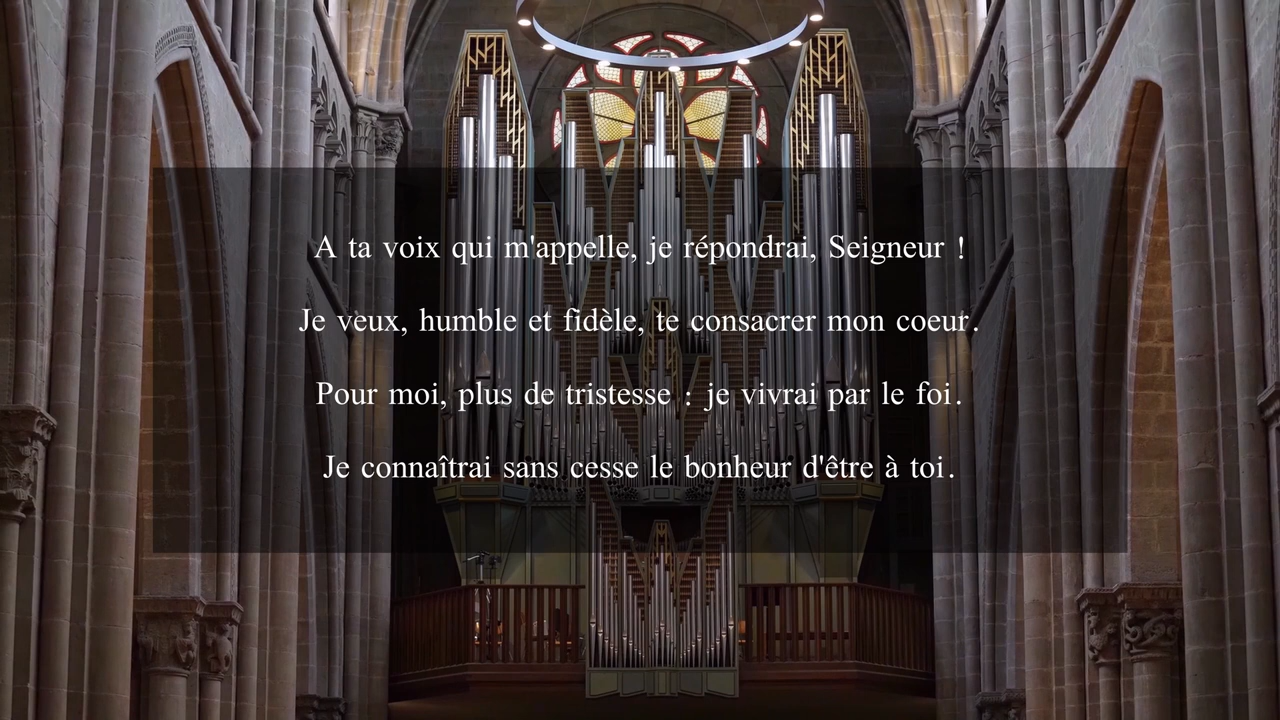 A ta voix qui m'appelle, je répondrai, Seigneur !
Je veux, humble et fidèle, te consacrer mon coeur.
Pour moi, plus de tristesse : je vivrai par le foi.
Je connaîtrai sans cesse le bonheur d'être à toi.